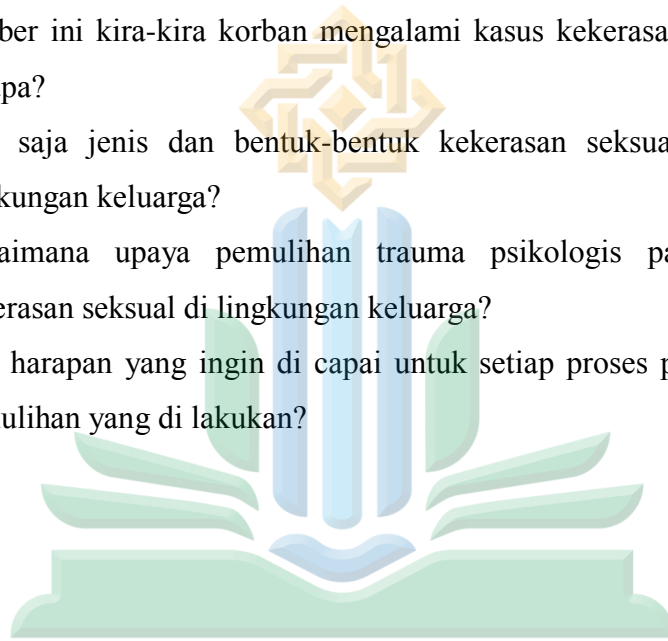 ber ini kira-kira korban mengalami kasus kekerasa
pa?
saja jenis dan bentuk-bentuk kekerasan seksua
kungan keluarga?
aimana upaya pemulihan trauma psikologis pa
erasan seksual di lingkungan keluarga?
harapan yang ingin di capai untuk setiap proses p
ulihan yang di lakukan?